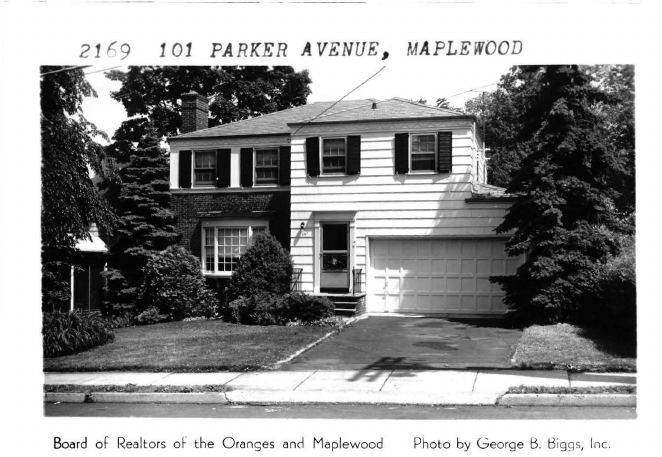 2169 101 PARKER AVENUE, MAPLEWOOD
Board of Realtors of the Oranges and Maplewood Photo by George B. Biggs, Inc.